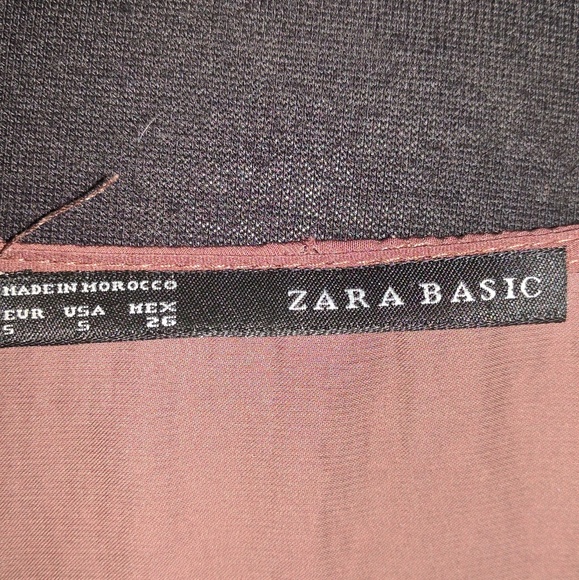 MADE IN MOROCCO
EUR USA MEX
S S 26
ZARA BASIC